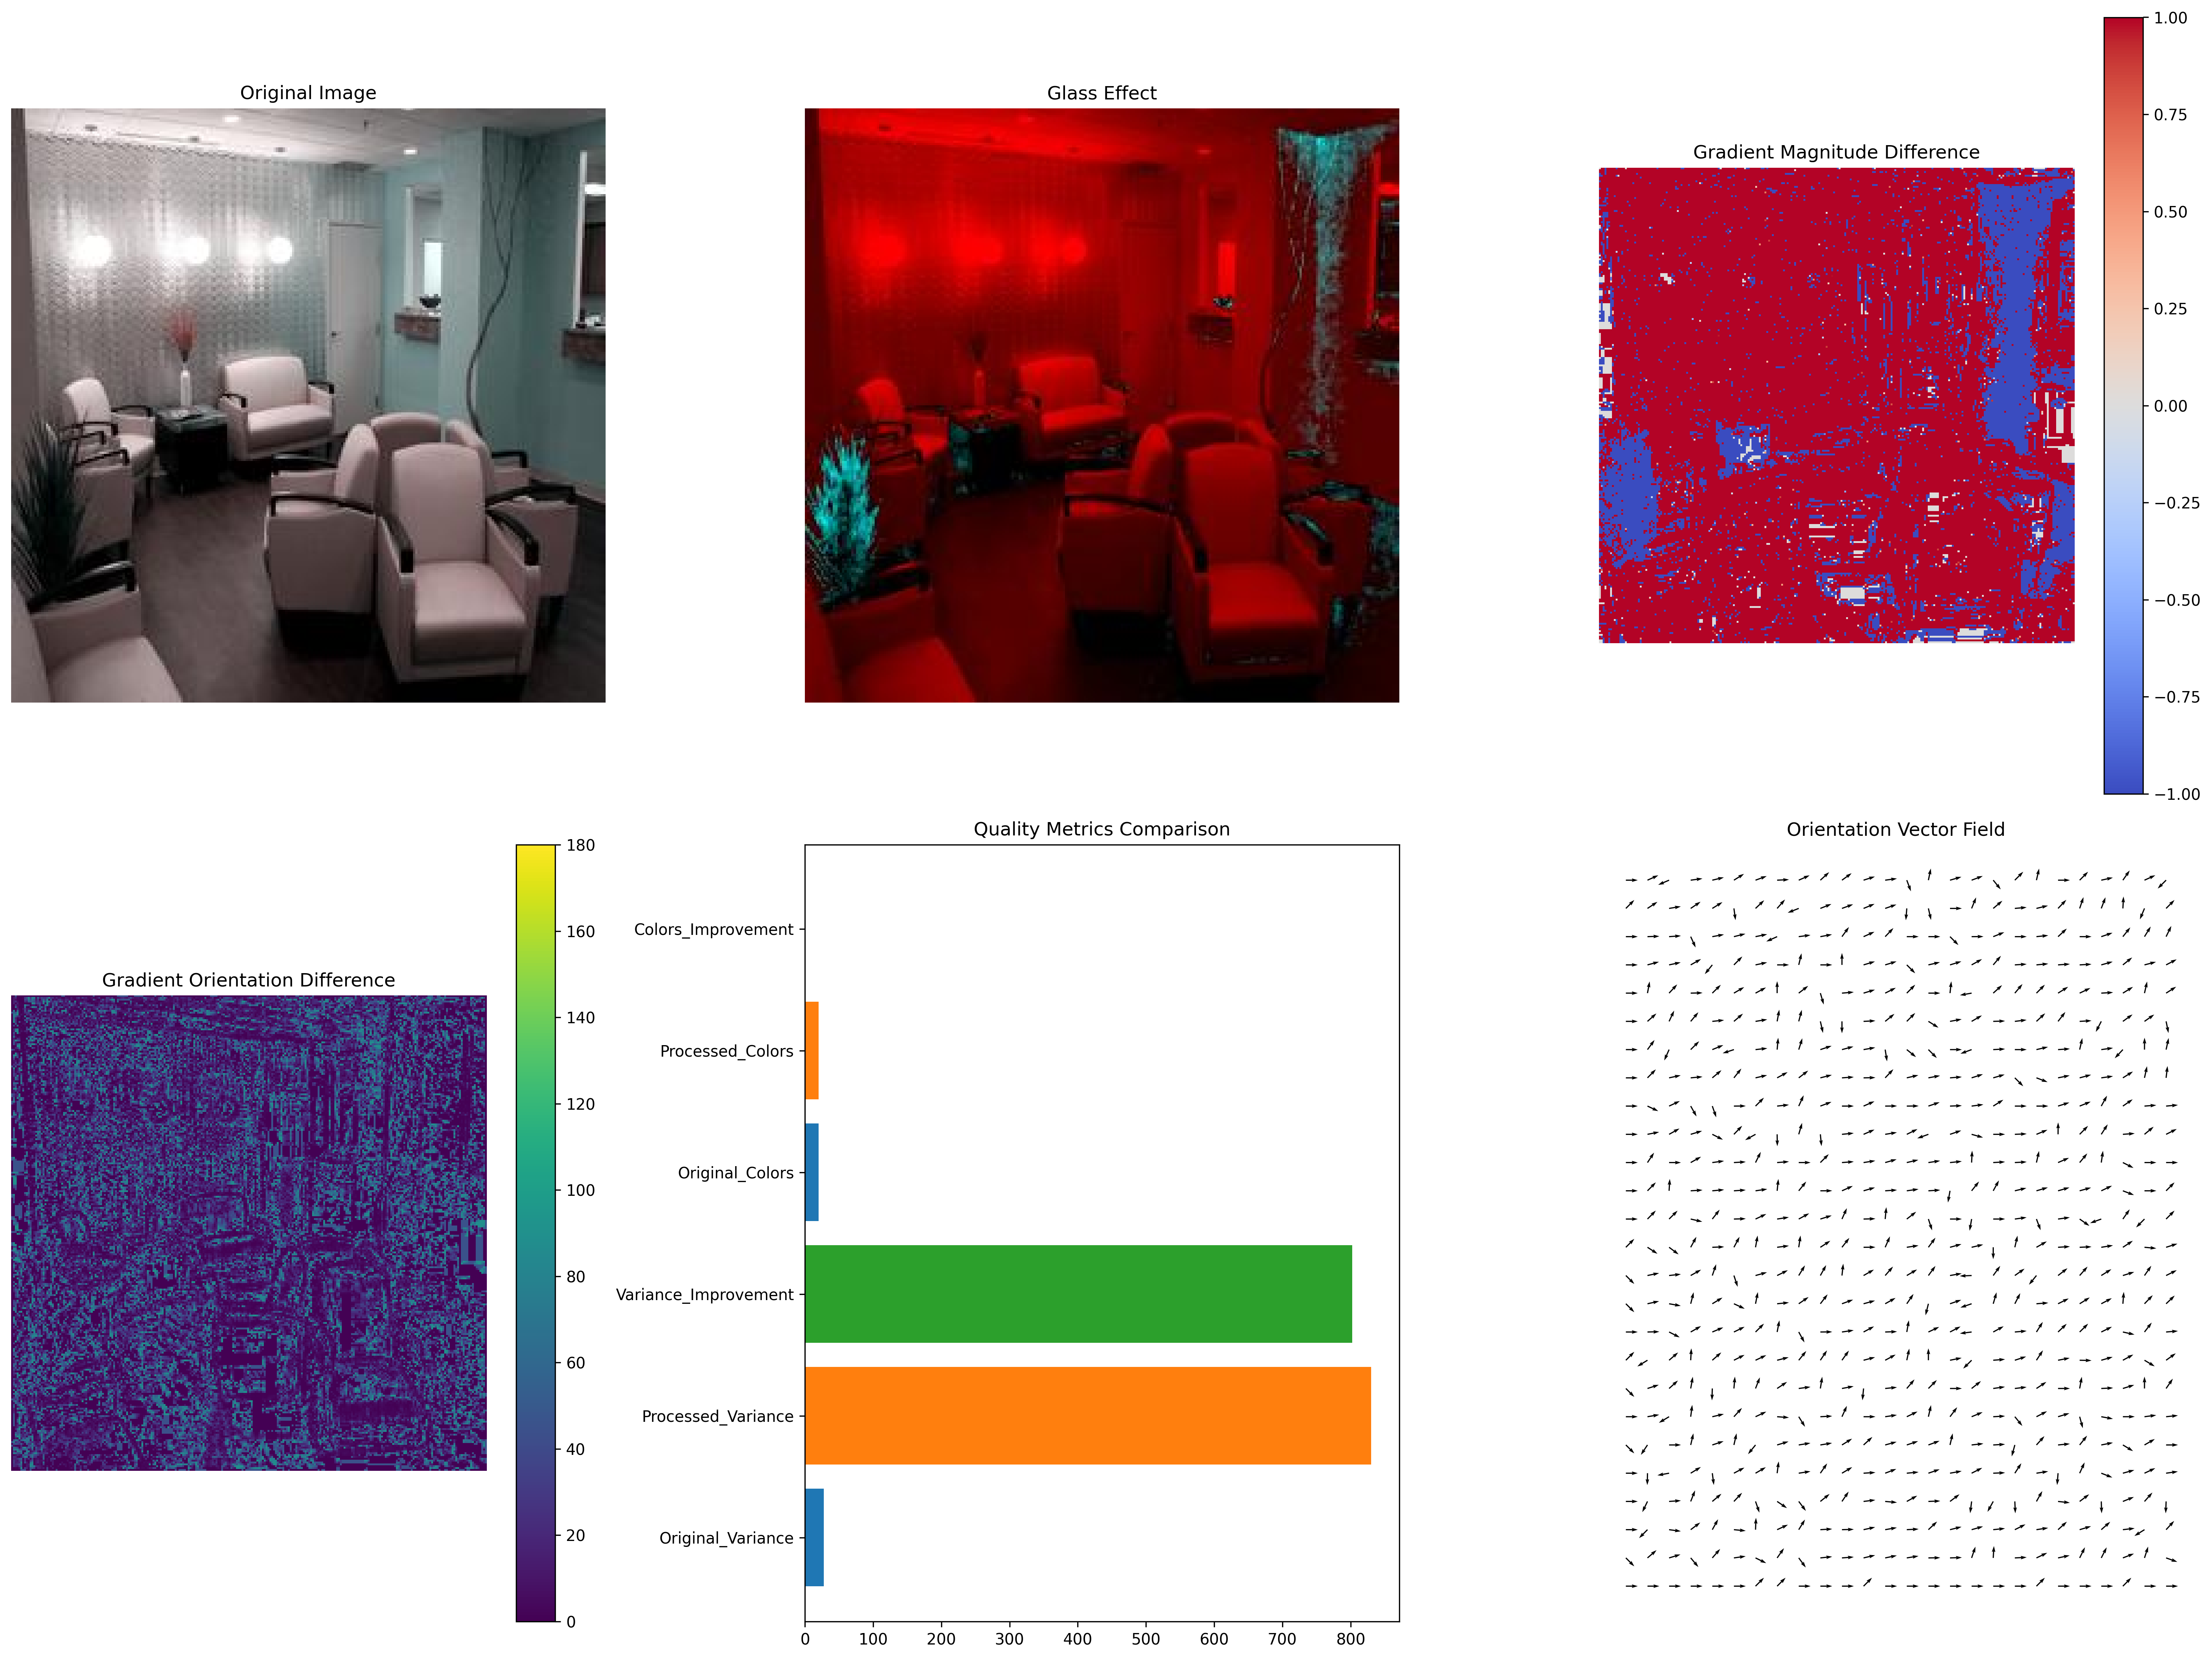 Original Image
Glass Effect
Gradient Magnitude Difference
1.00
0.75
0.50
0.25
0.00
−0.25
−0.50
−0.75
−1.00
Gradient Orientation Difference
180
160
140
120
100
80
60
40
20
0
Quality Metrics Comparison
Colors_Improvement
Processed_Colors
Original_Colors
Variance_Improvement
Processed_Variance
Original_Variance
0 100 200 300 400 500 600 700 800
Orientation Vector Field